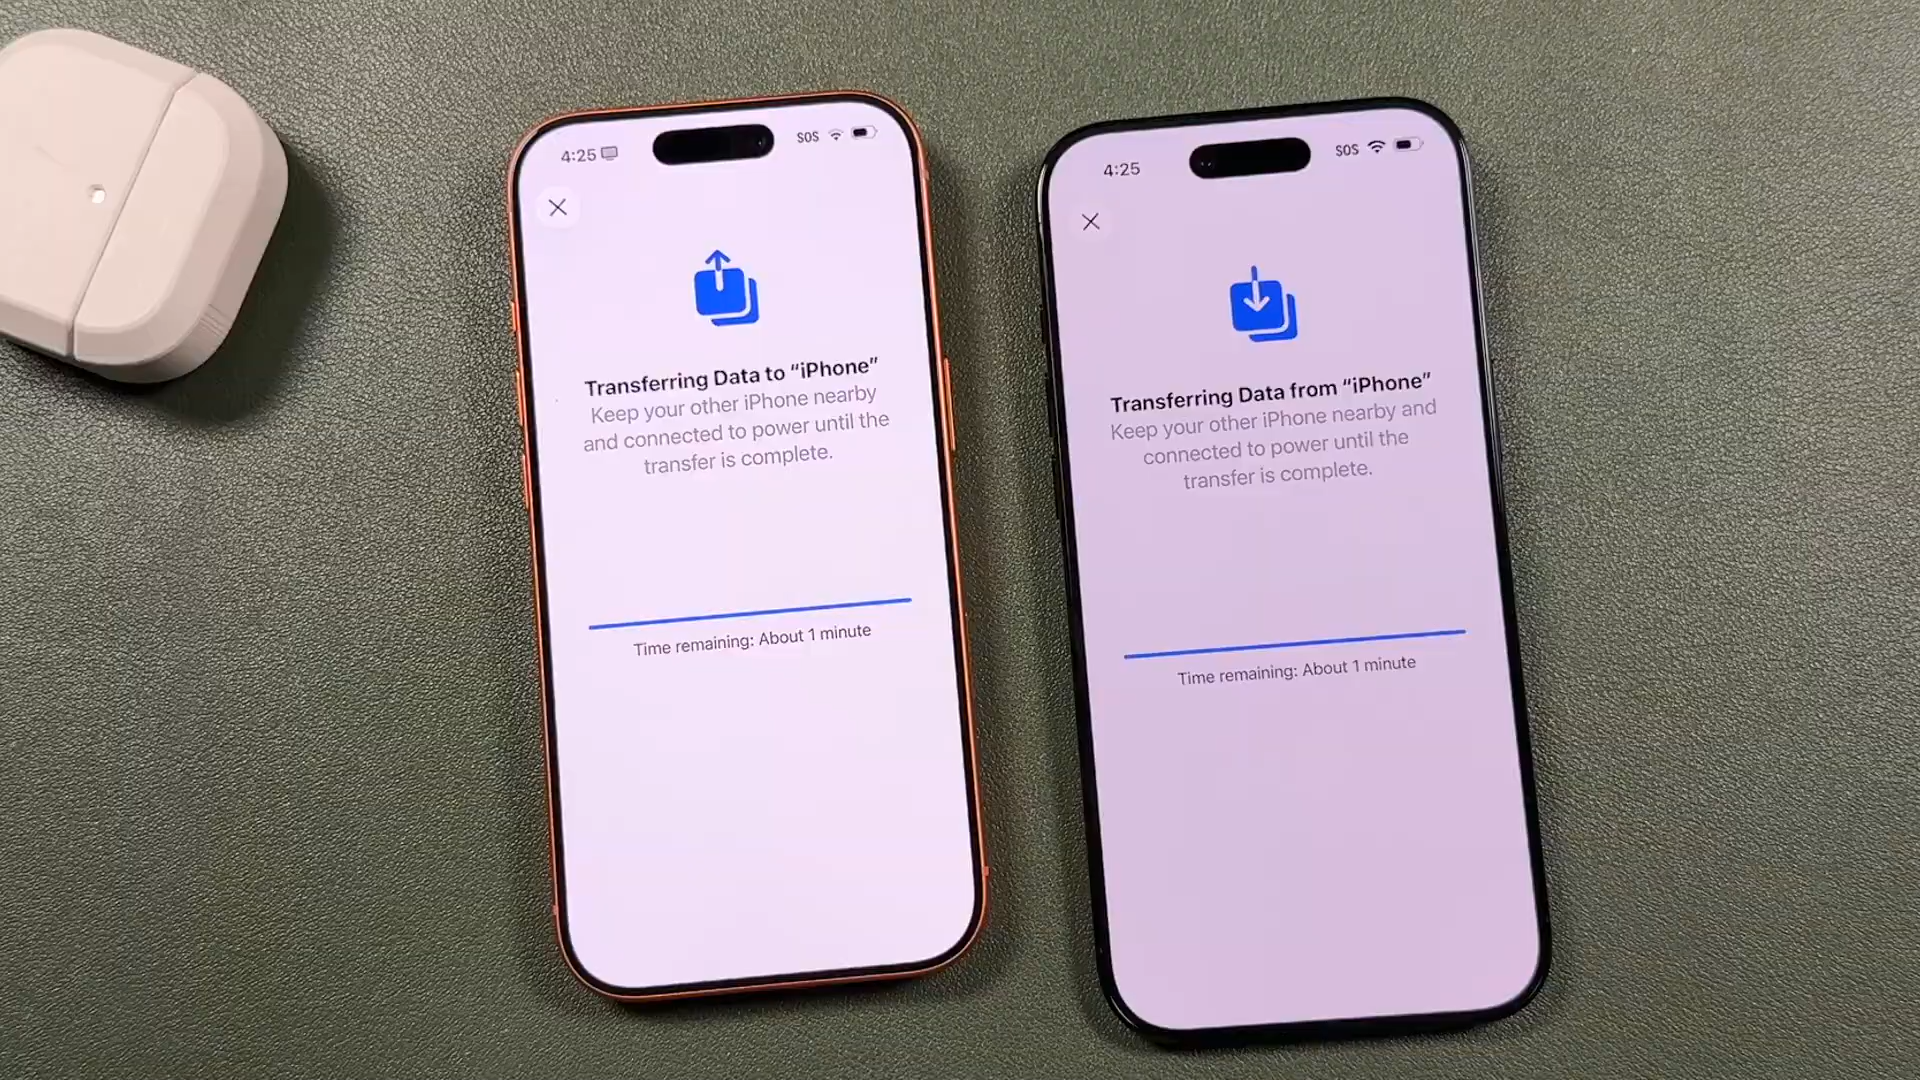 4:25
SOS
Transferring Data to “iPhone”
Keep your other iPhone nearby
and connected to power until the
transfer is complete.
Time remaining: About 1 minute
4:25
SOS
Transferring Data from “iPhone”
Keep your other iPhone nearby and
connected to power until the
transfer is complete.
Time remaining: About 1 minute